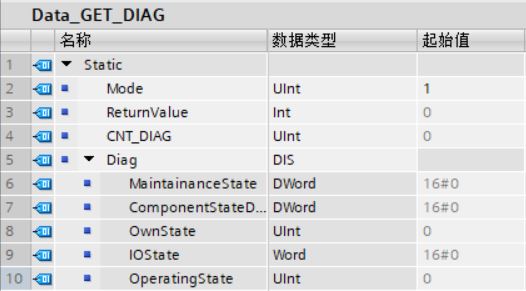 Data_GET_DIAG
名称 数据类型 起始值
1 Static
2 Mode UInt 1
3 ReturnValue Int 0
4 CNT_DIAG UInt 0
5 Diag DIS
6 MaintainanceState DWord 16#0
7 ComponentStateD... DWord 16#0
8 OwnState UInt 0
9 IOState Word 16#0
10 OperatingState UInt 0